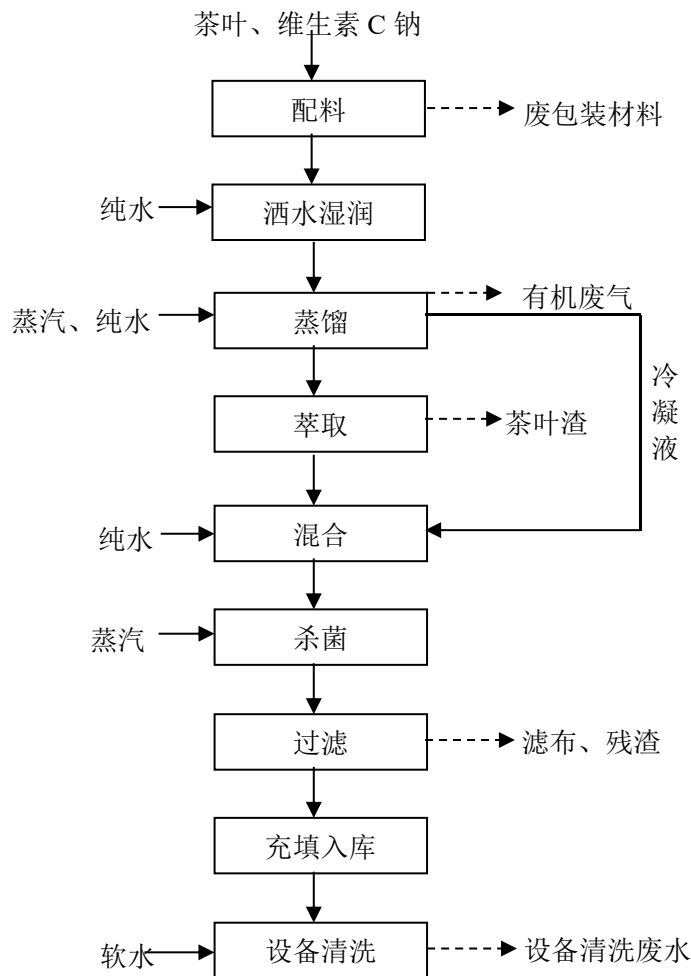 茶叶、维生素 C 钠
配料
废包装材料
纯水
洒水湿润
蒸汽、纯水
蒸馏
有机废气
冷凝液
萃取
茶叶渣
纯水
混合
蒸汽
杀菌
过滤
滤布、残渣
充填入库
软水
设备清洗
设备清洗废水